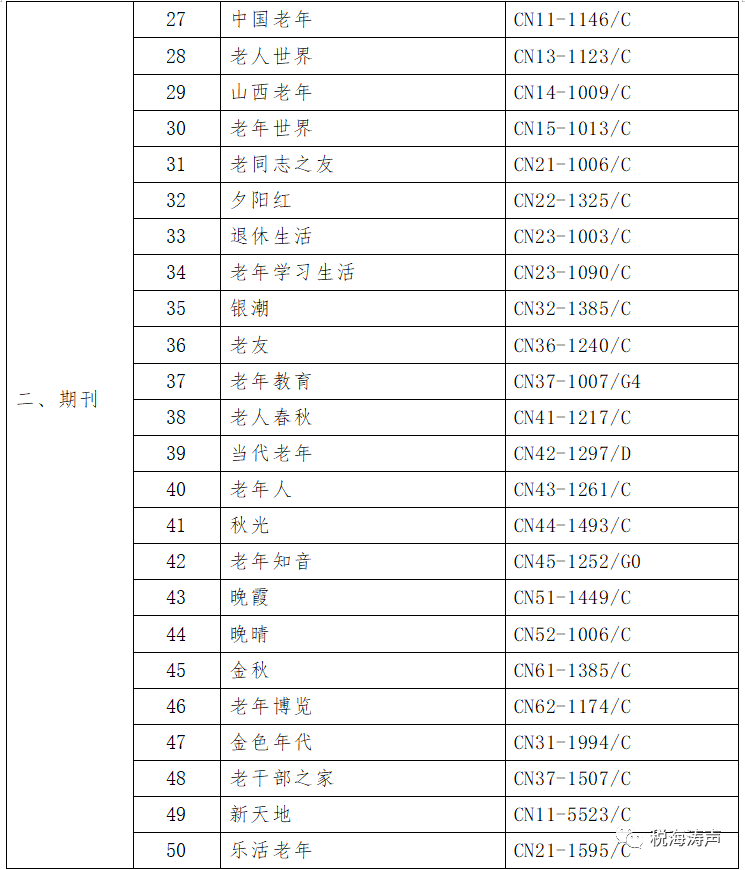 27 中国老年 CN11-1146/C
28 老人世界 CN13-1123/C
29 山西老年 CN14-1009/C
30 老年世界 CN15-1013/C
31 老同志之友 CN21-1006/C
32 夕阳红 CN22-1325/C
33 退休生活 CN23-1003/C
34 老年学习生活 CN23-1090/C
35 银潮 CN32-1385/C
36 老友 CN36-1240/C
37 老年教育 CN37-1007/G4
二、期刊
38 老人春秋 CN41-1217/C
39 当代老年 CN42-1297/D
40 老年人 CN43-1261/C
41 秋光 CN44-1493/C
42 老年知音 CN45-1252/G0
43 晚霞 CN51-1449/C
44 晚晴 CN52-1006/C
45 金秋 CN61-1385/C
46 老年博览 CN62-1174/C
47 金色年代 CN31-1994/C
48 老干部之家 CN37-1507/C
49 新天地 CN11-5523/C
50 乐活老年 CN21-1595/C
税海涛声